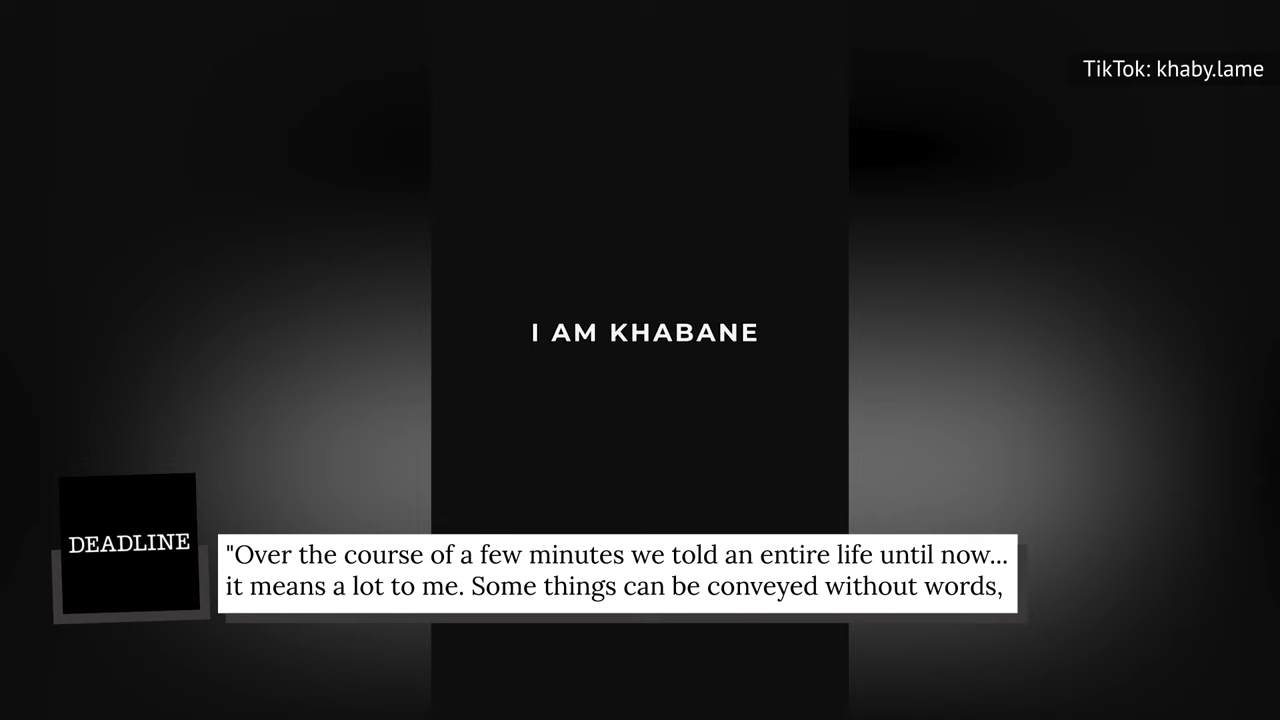 TikTok: khaby.lame
I AM KHABANE
DEADLINE
"Over the course of a few minutes we told an entire life until now...
it means a lot to me. Some things can be conveyed without words,